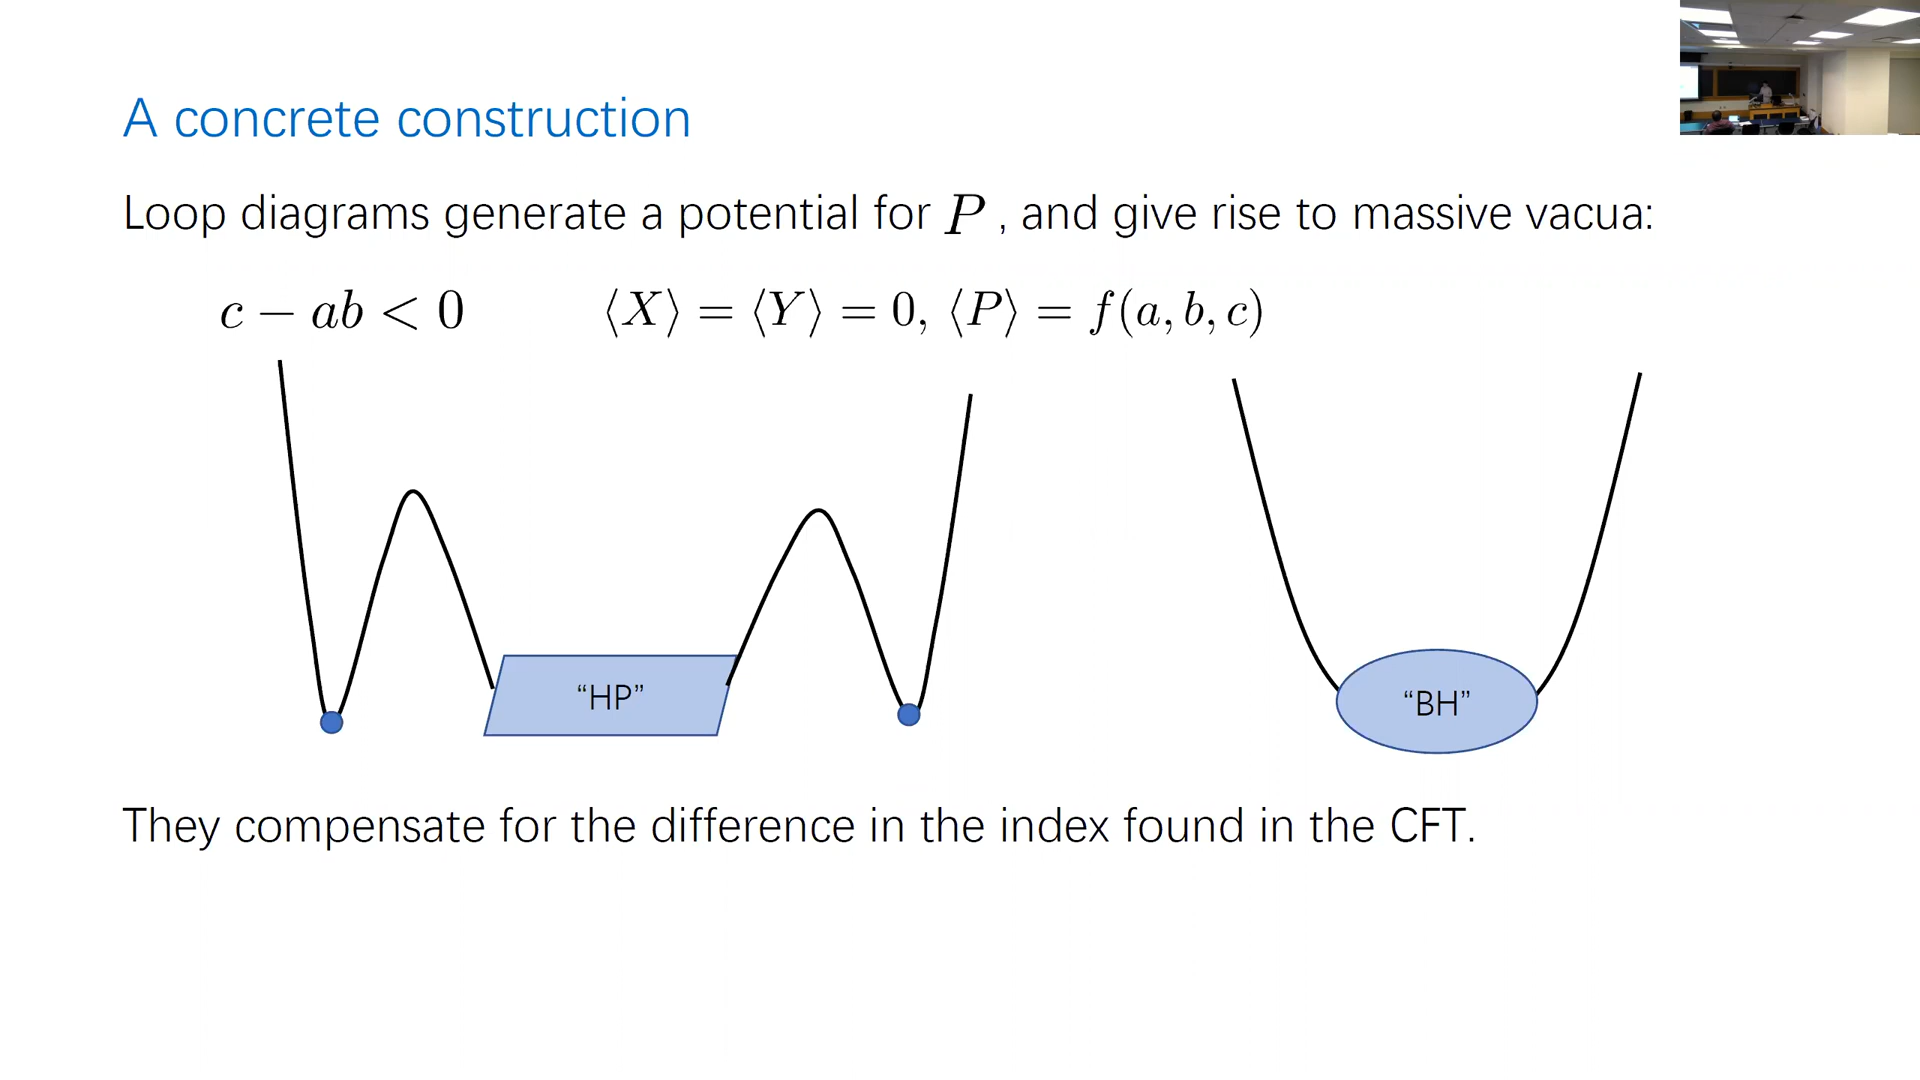 A concrete construction
Loop diagrams generate a potential for P , and give rise to massive vacua:
c − ab < 0 ⟨X⟩ = ⟨Y⟩ = 0, ⟨P⟩ = f(a, b, c)
“HP” “BH”
They compensate for the difference in the index found in the CFT.